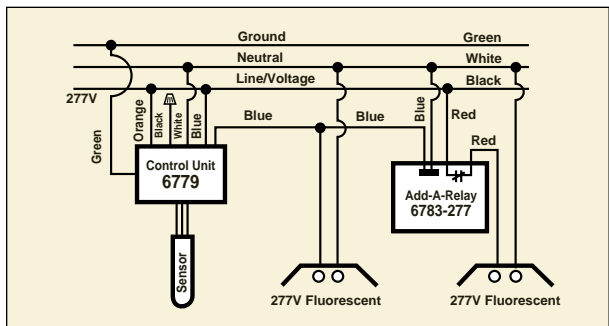 Ground Green
Neutral White
Line/Voltage Black
277V
Orange
Black
White
Blue
Blue
Blue
Blue
Red
Green
Red
Control Unit
6779
Add-A-Relay
6783-277
Sensor
277V Fluorescent
277V Fluorescent